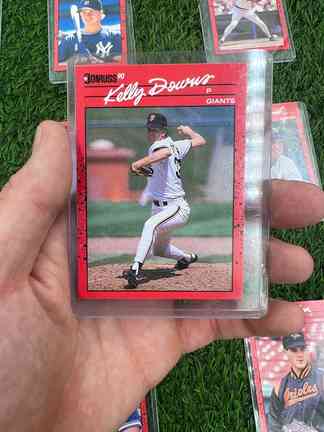 DONRUSS 90
Kelly Downs
P
GIANTS
Orioles